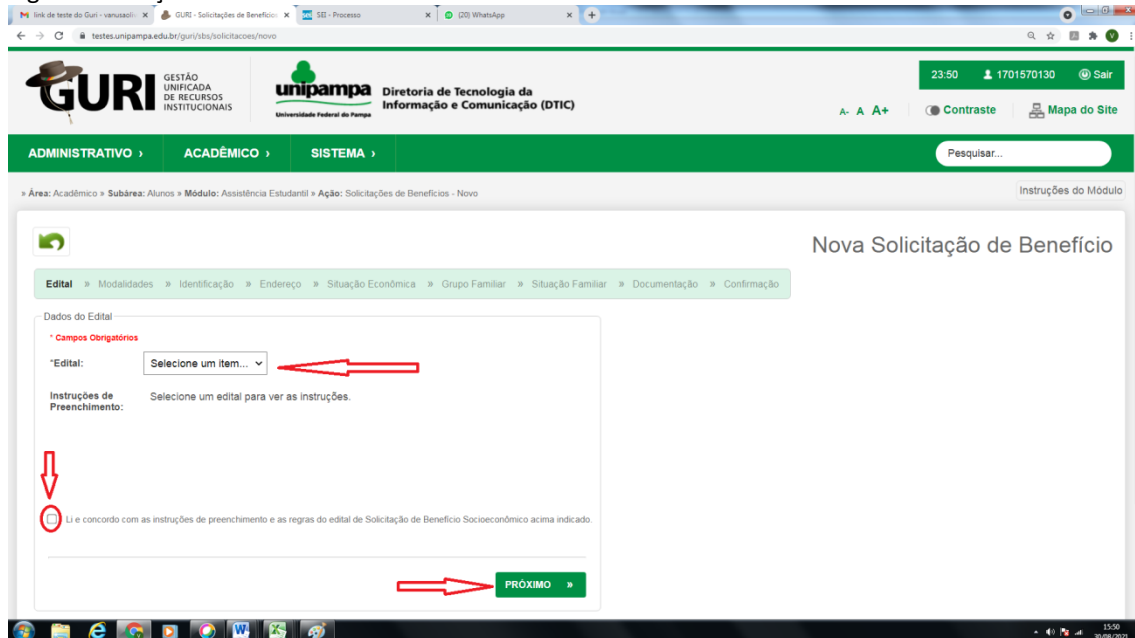 link de teste do Guri - vanusaoliv
GURI - Solicitações de Benefícios
SEI - Processo
(20) WhatsApp
testes.unipampa.edu.br/guri/sbs/solicitacoes/novo
GURI
GESTÃO
UNIFICADA
DE RECURSOS
INSTITUCIONAIS
unipampa
Universidade Federal do Pampa
Diretoria de Tecnologia da
Informação e Comunicação (DTIC)
23:50 1701570130 Sair
A- A A+ Contraste Mapa do Site
ADMINISTRATIVO › ACADÊMICO › SISTEMA › Pesquisar...
» Área: Acadêmico » Subárea: Alunos » Módulo: Assistência Estudantil » Ação: Solicitações de Benefícios - Novo
Instruções do Módulo
Nova Solicitação de Benefício
Edital » Modalidades » Identificação » Endereço » Situação Econômica » Grupo Familiar » Situação Familiar » Documentação » Confirmação
Dados do Edital
* Campos Obrigatórios
*Edital: Selecione um item...
Instruções de
Preenchimento:
Selecione um edital para ver as instruções.
Li e concordo com as instruções de preenchimento e as regras do edital de Solicitação de Benefício Socioeconômico acima indicado.
PRÓXIMO »
15:50
30/08/2021